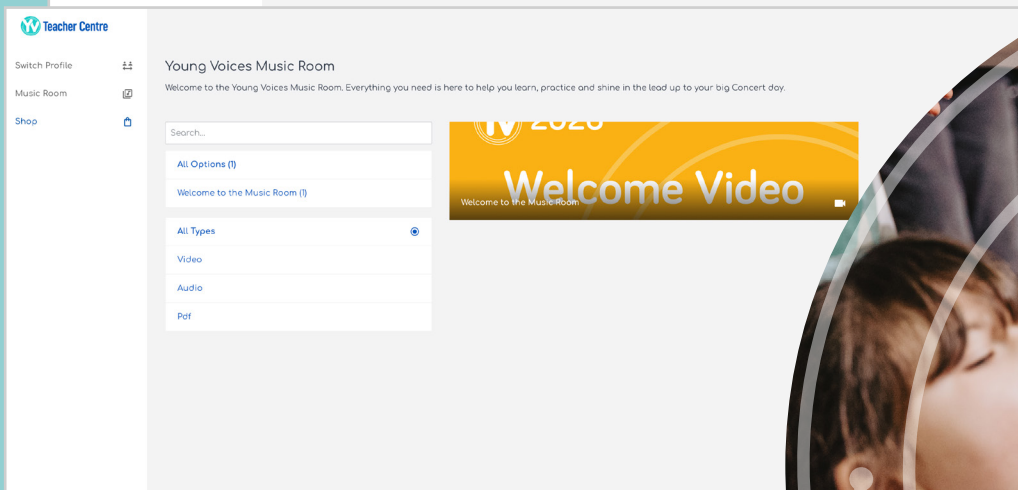 YV Teacher Centre
Switch Profile
Music Room
Shop
Young Voices Music Room
Welcome to the Young Voices Music Room. Everything you need is here to help you learn, practice and shine in the lead up to your big Concert day.
Search...
All Options (1)
Welcome to the Music Room (1)
All Types
Video
Audio
Pdf
YV
Welcome Video
Welcome to the Music Room